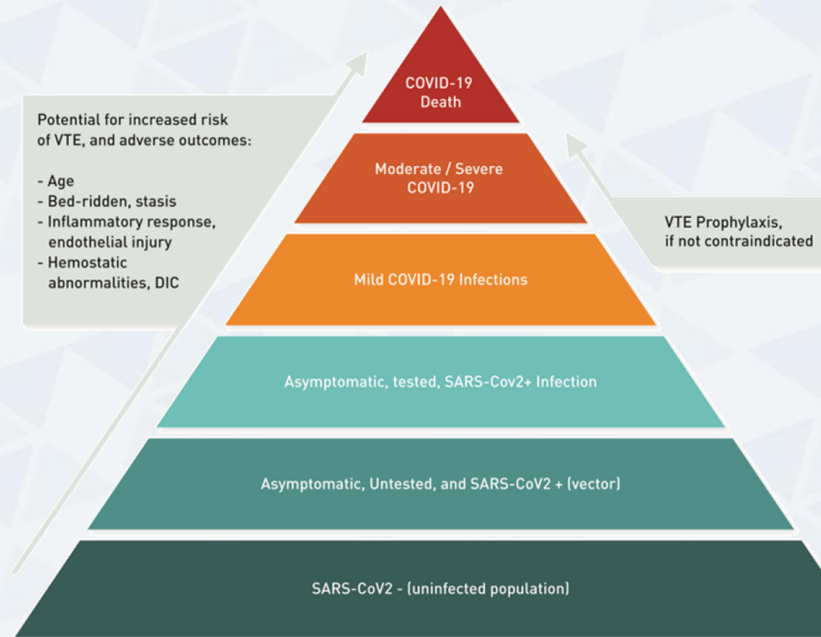 COVID-19
Death
Potential for increased risk
of VTE, and adverse outcomes:
- Age
- Bed-ridden, stasis
- Inflammatory response,
endothelial injury
- Hemostatic
abnormalities, DIC
Moderate / Severe
COVID-19
VTE Prophylaxis,
if not contraindicated
Mild COVID-19 Infections
Asymptomatic, tested, SARS-Cov2+ Infection
Asymptomatic, Untested, and SARS-CoV2 + (vector)
SARS-CoV2 - (uninfected population)